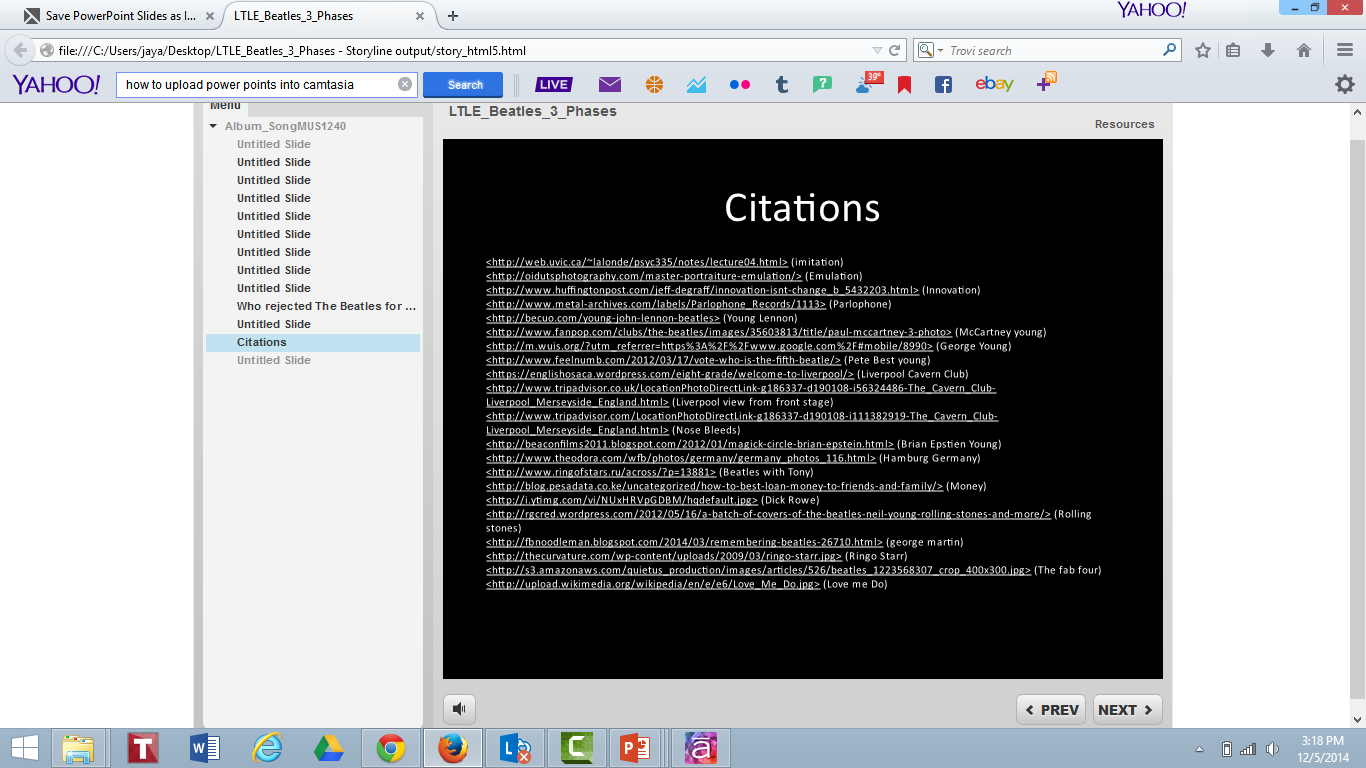 Save PowerPoint Slides as I...
LTLE_Beatles_3_Phases
YAHOO!
file:///C:/Users/jaya/Desktop/LTLE_Beatles_3_Phases - Storyline output/story_html5.html
Trovi search
YAHOO!
how to upload power points into camtasia
Search
LIVE
39°
ebay
Menu
LTLE_Beatles_3_Phases
Resources
Album_SongMUS1240
Untitled Slide
Untitled Slide
Untitled Slide
Untitled Slide
Untitled Slide
Untitled Slide
Untitled Slide
Untitled Slide
Untitled Slide
Who rejected The Beatles for ...
Untitled Slide
Citations
Untitled Slide
Citations
<http://web.uvic.ca/~lalonde/psyc335/notes/lecture04.html> (imitation)
<http://oidutsphotography.com/master-portraiture-emulation/> (Emulation)
<http://www.huffingtonpost.com/jeff-degraff/innovation-isnt-change_b_5432203.html> (Innovation)
<http://www.metal-archives.com/labels/Parlophone_Records/1113> (Parlophone)
<http://becuo.com/young-john-lennon-beatles> (Young Lennon)
<http://www.fanpop.com/clubs/the-beatles/images/35603813/title/paul-mccartney-3-photo> (McCartney young)
<http://m.wuis.org/?utm_referrer=https%3A%2F%2Fwww.google.com%2F#mobile/8990> (George Young)
<http://www.feelnumb.com/2012/03/17/vote-who-is-the-fifth-beatle/> (Pete Best young)
<https://englishosaca.wordpress.com/eight-grade/welcome-to-liverpool/> (Liverpool Cavern Club)
<http://www.tripadvisor.co.uk/LocationPhotoDirectLink-g186337-d190108-i56324486-The_Cavern_Club-
Liverpool_Merseyside_England.html> (Liverpool view from front stage)
<http://www.tripadvisor.com/LocationPhotoDirectLink-g186337-d190108-i111382919-The_Cavern_Club-
Liverpool_Merseyside_England.html> (Nose Bleeds)
<http://beaconfilms2011.blogspot.com/2012/01/magick-circle-brian-epstein.html> (Brian Epstien Young)
<http://www.theodora.com/wfb/photos/germany/germany_photos_116.html> (Hamburg Germany)
<http://www.ringofstars.ru/across/?p=13881> (Beatles with Tony)
<http://blog.pesadata.co.ke/uncategorized/how-to-best-loan-money-to-friends-and-family/> (Money)
<http://i.ytimg.com/vi/NUxHRVpGDBM/hqdefault.jpg> (Dick Rowe)
<http://rgcred.wordpress.com/2012/05/16/a-batch-of-covers-of-the-beatles-neil-young-rolling-stones-and-more/> (Rolling
stones)
<http://fbnoodleman.blogspot.com/2014/03/remembering-beatles-26710.html> (george martin)
<http://thecurvature.com/wp-content/uploads/2009/03/ringo-starr.jpg> (Ringo Starr)
<http://s3.amazonaws.com/quietus_production/images/articles/526/beatles_1223568307_crop_400x300.jpg> (The fab four)
<http://upload.wikimedia.org/wikipedia/en/e/e6/Love_Me_Do.jpg> (Love me Do)
PREV
NEXT
3:18 PM
12/5/2014